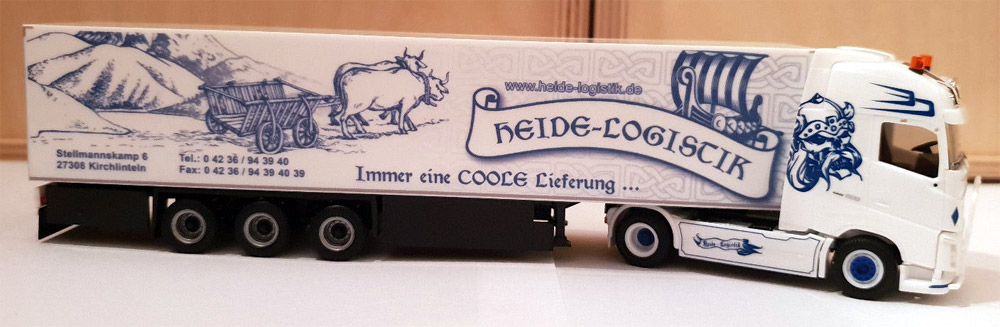 www.heide-logistik.de
HEIDE-LOGISTIK
Stellmannskamp 6
27308 Kirchlinteln
Tel.: 0 42 36 / 94 39 40
Fax: 0 42 36 / 94 39 40 39
Immer eine COOLE Lieferung ...
Heide-Logistik